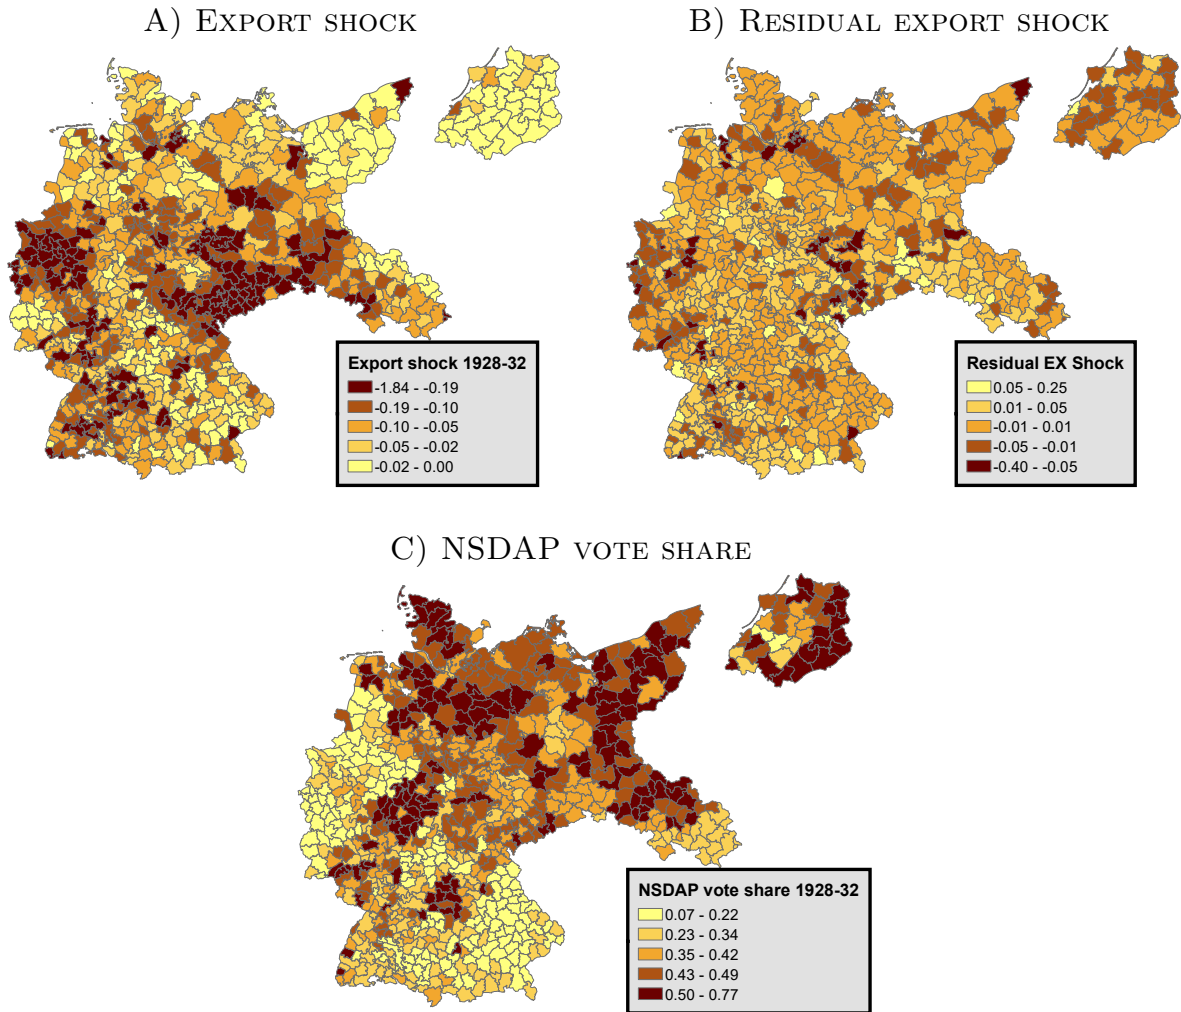 A) Export shock
B) Residual export shock
Export shock 1928-32
-1.84 - -0.19
-0.19 - -0.10
-0.10 - -0.05
-0.05 - -0.02
-0.02 - 0.00
Residual EX Shock
0.05 - 0.25
0.01 - 0.05
-0.01 - 0.01
-0.05 - -0.01
-0.40 - -0.05
C) NSDAP vote share
NSDAP vote share 1928-32
0.07 - 0.22
0.23 - 0.34
0.35 - 0.42
0.43 - 0.49
0.50 - 0.77